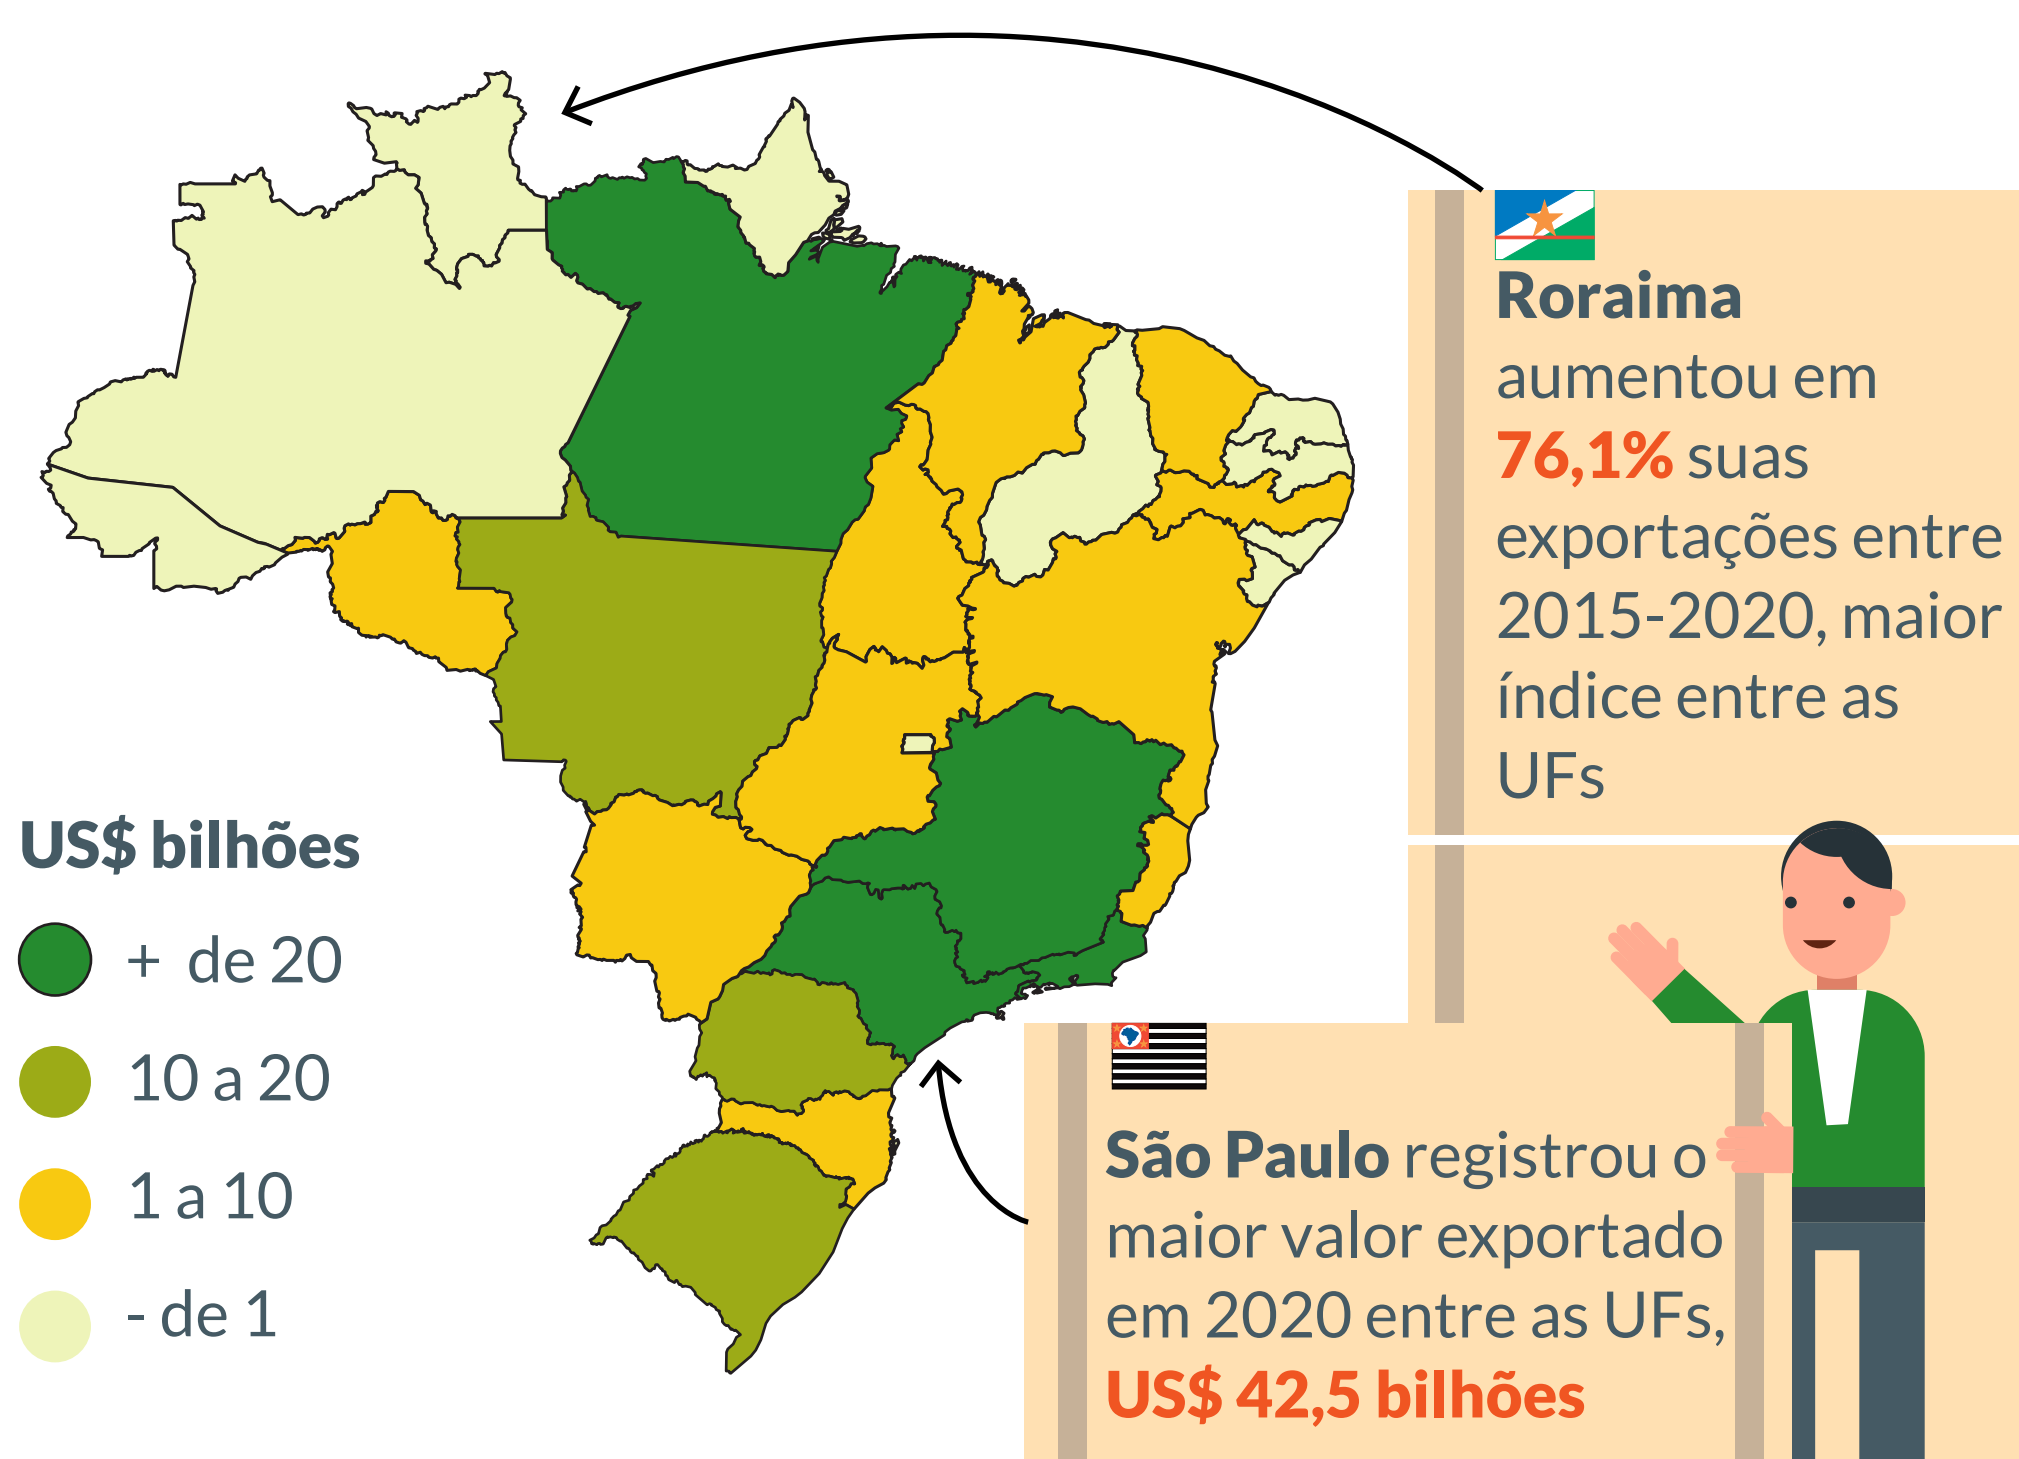 Roraima
aumentou em
76,1% suas
exportações entre
2015-2020, maior
índice entre as
UFs
US$ bilhões
+ de 20
10 a 20
1 a 10
- de 1
São Paulo registrou o
maior valor exportado
em 2020 entre as UFs,
US$ 42,5 bilhões